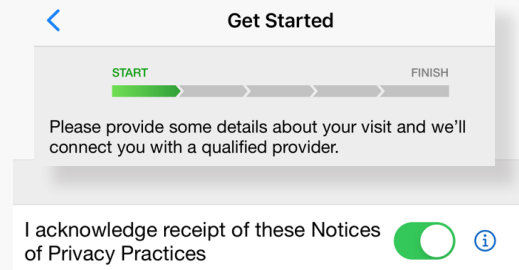 Get Started
START FINISH
Please provide some details about your visit and we'll
connect you with a qualified provider.
I acknowledge receipt of these Notices
of Privacy Practices